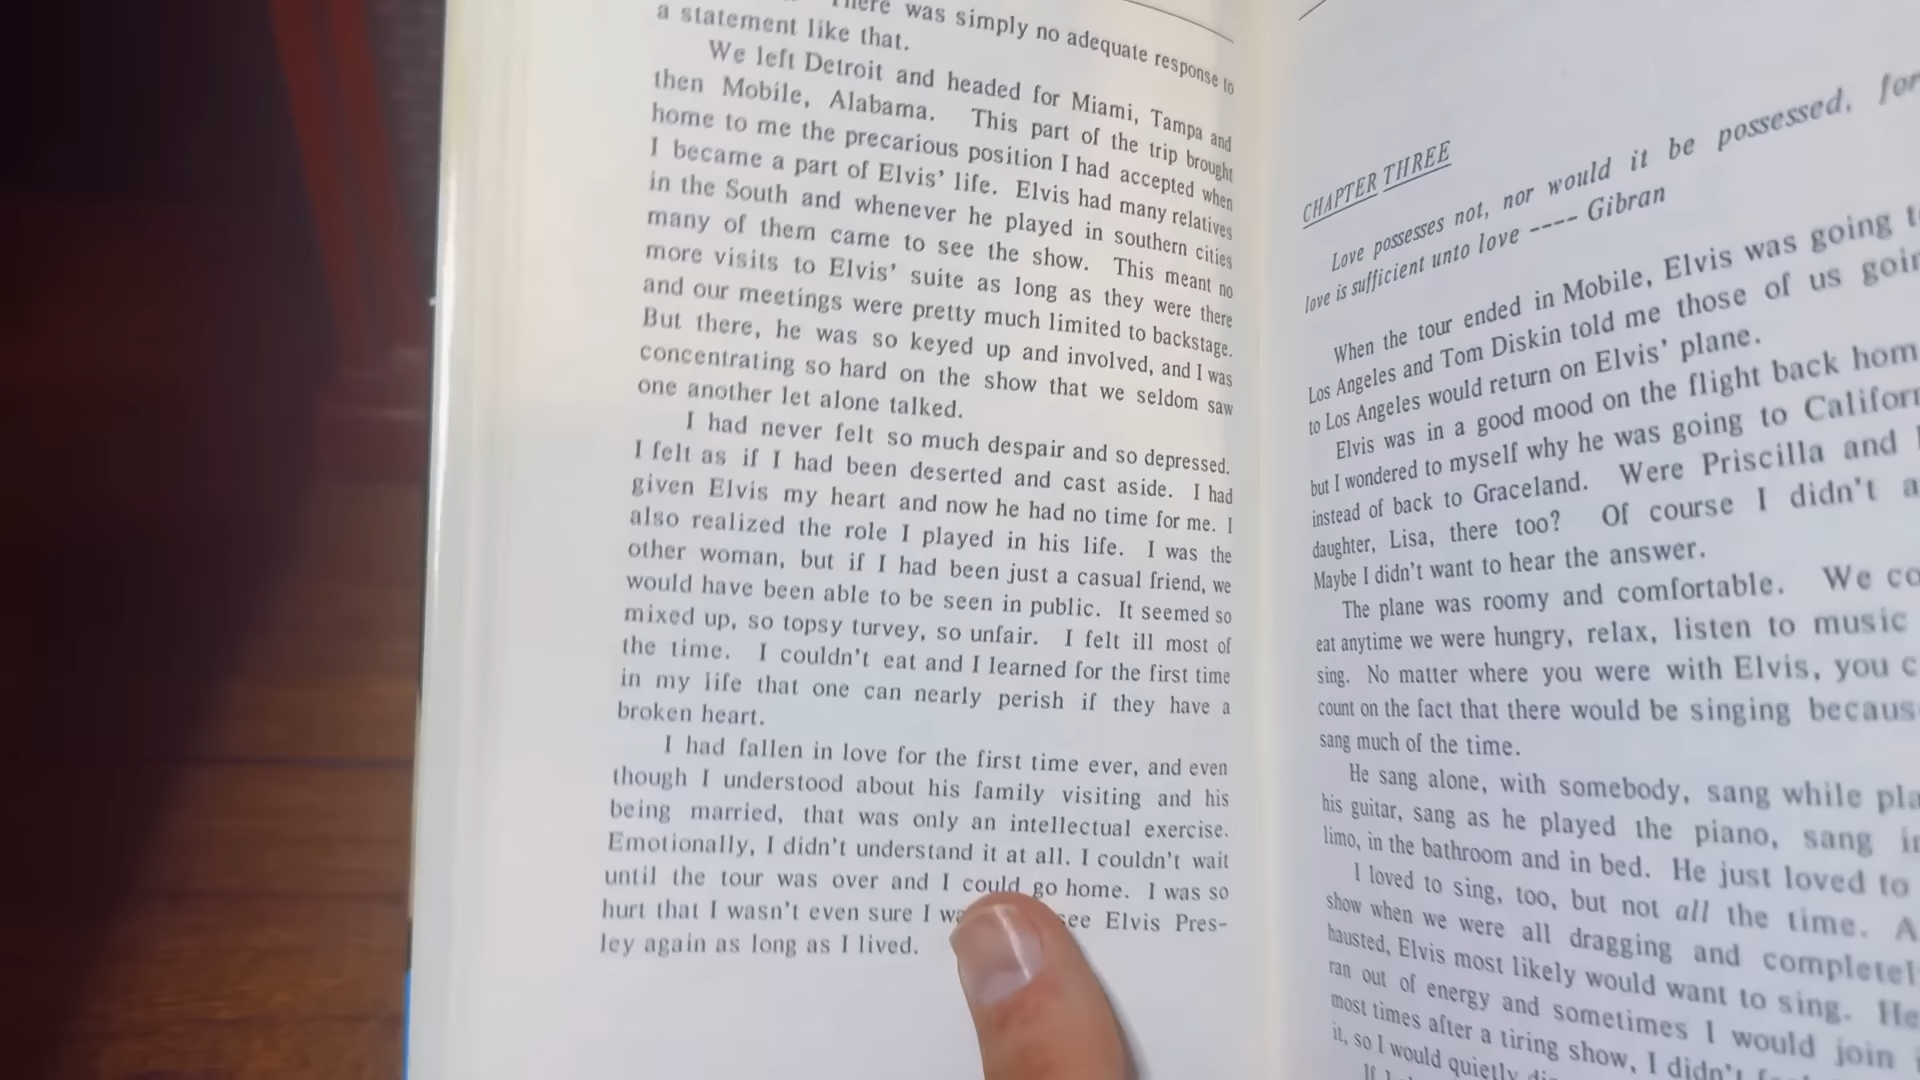 There was simply no adequate response to
a statement like that.
We left Detroit and headed for Miami, Tampa and
then Mobile, Alabama. This part of the trip brought
home to me the precarious position I had accepted when
I became a part of Elvis' life. Elvis had many relatives
in the South and whenever he played in southern cities
many of them came to see the show. This meant no
more visits to Elvis' suite as long as they were there
and our meetings were pretty much limited to backstage.
But there, he was so keyed up and involved, and I was
concentrating so hard on the show that we seldom saw
one another let alone talked.
I had never felt so much despair and so depressed.
I felt as if I had been deserted and cast aside. I had
given Elvis my heart and now he had no time for me. I
also realized the role I played in his life. I was the
other woman, but if I had been just a casual friend, we
would have been able to be seen in public. It seemed so
mixed up, so topsy turvey, so unfair. I felt ill most of
the time. I couldn't eat and I learned for the first time
in my life that one can nearly perish if they have a
broken heart.
I had fallen in love for the first time ever, and even
though I understood about his family visiting and his
being married, that was only an intellectual exercise.
Emotionally, I didn't understand it at all. I couldn't wait
until the tour was over and I could go home. I was so
hurt that I wasn't even sure I see Elvis Pres-
ley again as long as I lived.
CHAPTER THREE
Love possesses not, nor would it be possessed, for
love is sufficient unto love ---- Gibran
When the tour ended in Mobile, Elvis was going
Los Angeles and Tom Diskin told me those of us
to Los Angeles would return on Elvis' plane.
Elvis was in a good mood on the flight back
but I wondered to myself why he was going to
instead of back to Graceland. Were Priscilla and
daughter, Lisa, there too? Of course I didn't
Maybe I didn't want to hear the answer.
The plane was roomy and comfortable. We
eat anytime we were hungry, relax, listen to music
sing. No matter where you were with Elvis, you
count on the fact that there would be singing
sang much of the time.
He sang alone, with somebody, sang while
his guitar, sang as he played the piano, sang
limo, in the bathroom and in bed. He just loved to
I loved to sing, too, but not all the time.
show when we were all dragging and
hausted, Elvis most likely would want to sing. He
ran out of energy and sometimes I would join
most times after a tiring show, I didn't
it, so I would quietly